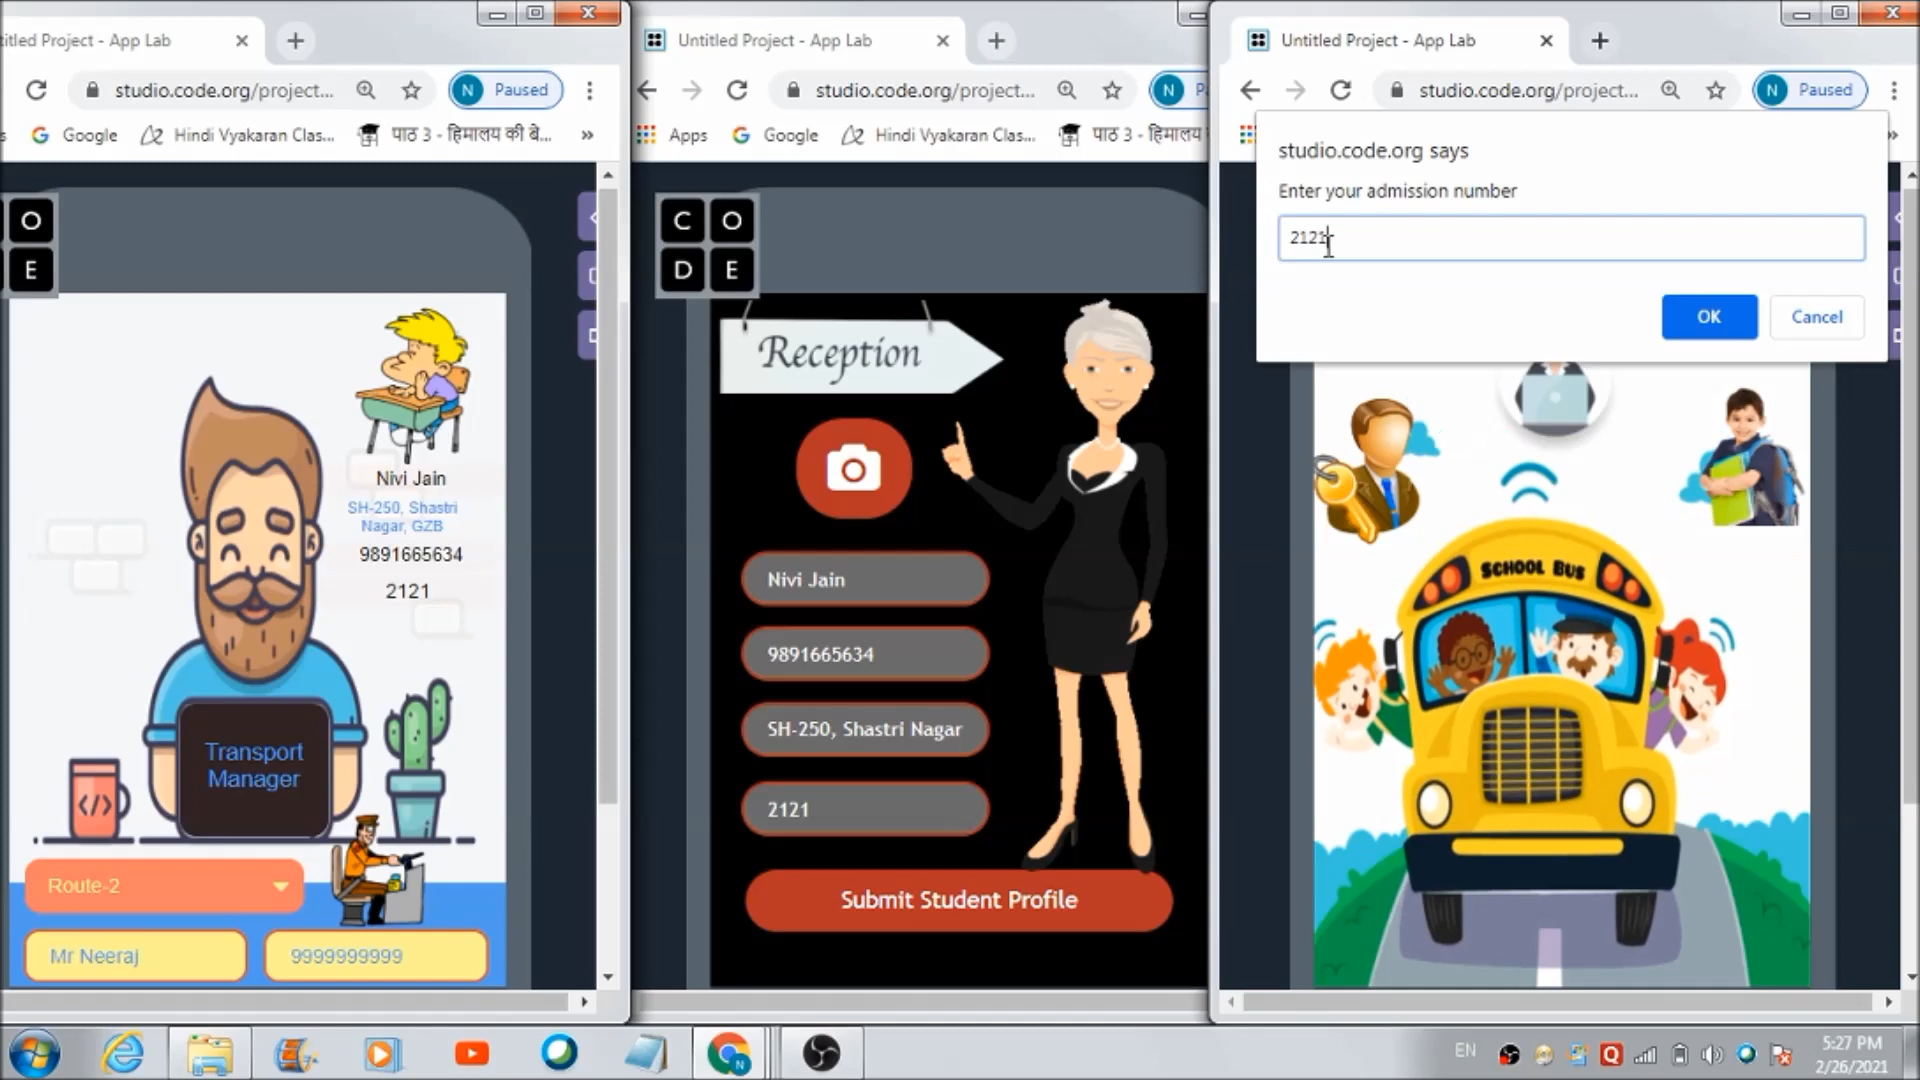 titled Project - App Lab
studio.code.org/project...
N Paused
Google
Hindi Vyakaran Clas...
पाठ 3 - हिमालय की बे...
»
O
E
Nivi Jain
SH-250, Shastri
Nagar, GZB
9891665634
2121
Transport
Manager
</>
Route-2
Mr Neeraj
9999999999
Untitled Project - App Lab
studio.code.org/project...
N P
Apps
Google
Hindi Vyakaran Clas...
पाठ 3 - हिमालय
C O
D E
Reception
Nivi Jain
9891665634
SH-250, Shastri Nagar
2121
Submit Student Profile
Untitled Project - App Lab
studio.code.org/project...
N Paused
studio.code.org says
Enter your admission number
2121
OK
Cancel
SCHOOL BUS
EN
5:27 PM
2/26/2021